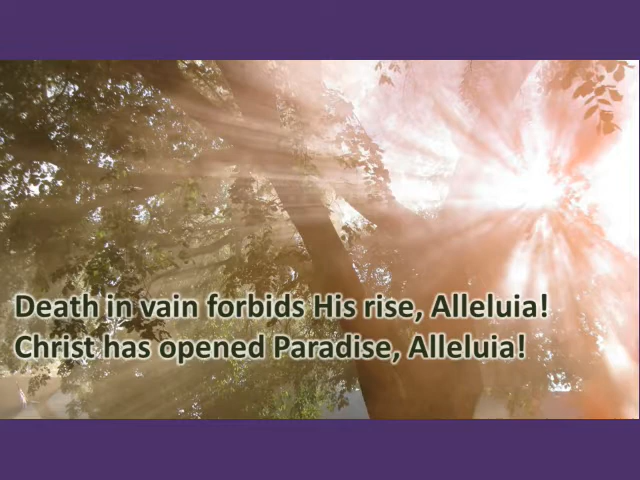 Death in vain forbids His rise, Alleluia!
Christ has opened Paradise, Alleluia!